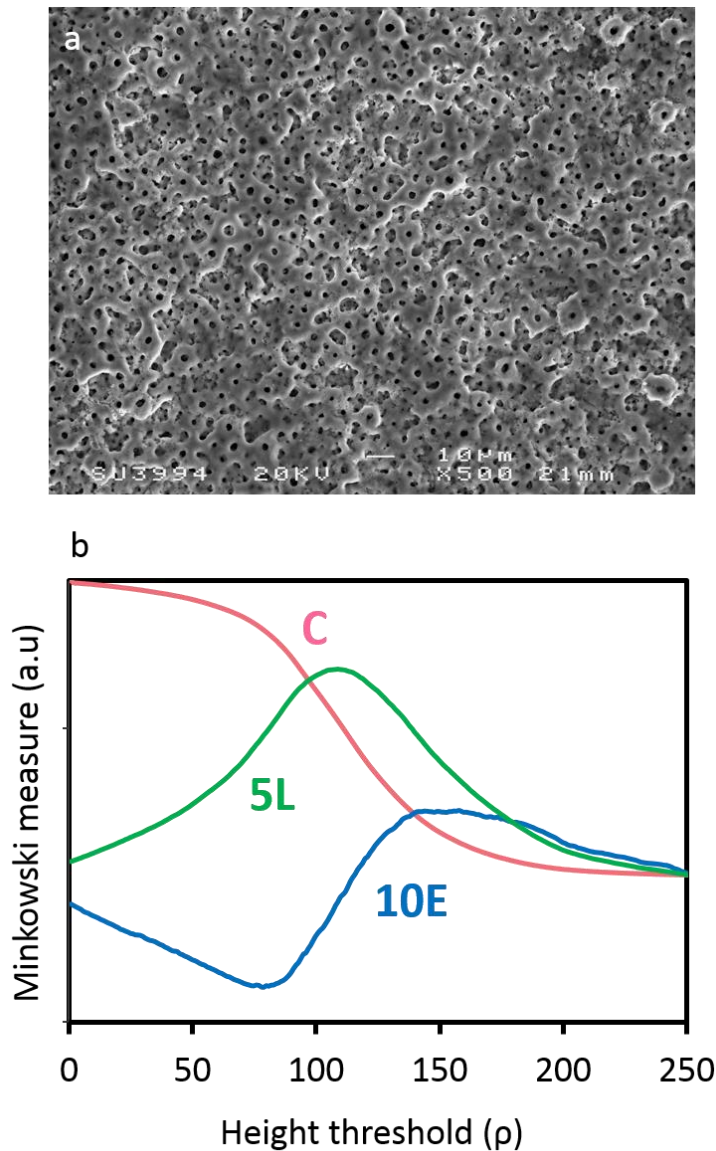 a
10µm
SU3994 20KV X500 21mm
b
Minkowski measure (a.u)
C
5L
10E
0 50 100 150 200 250
Height threshold (ρ)